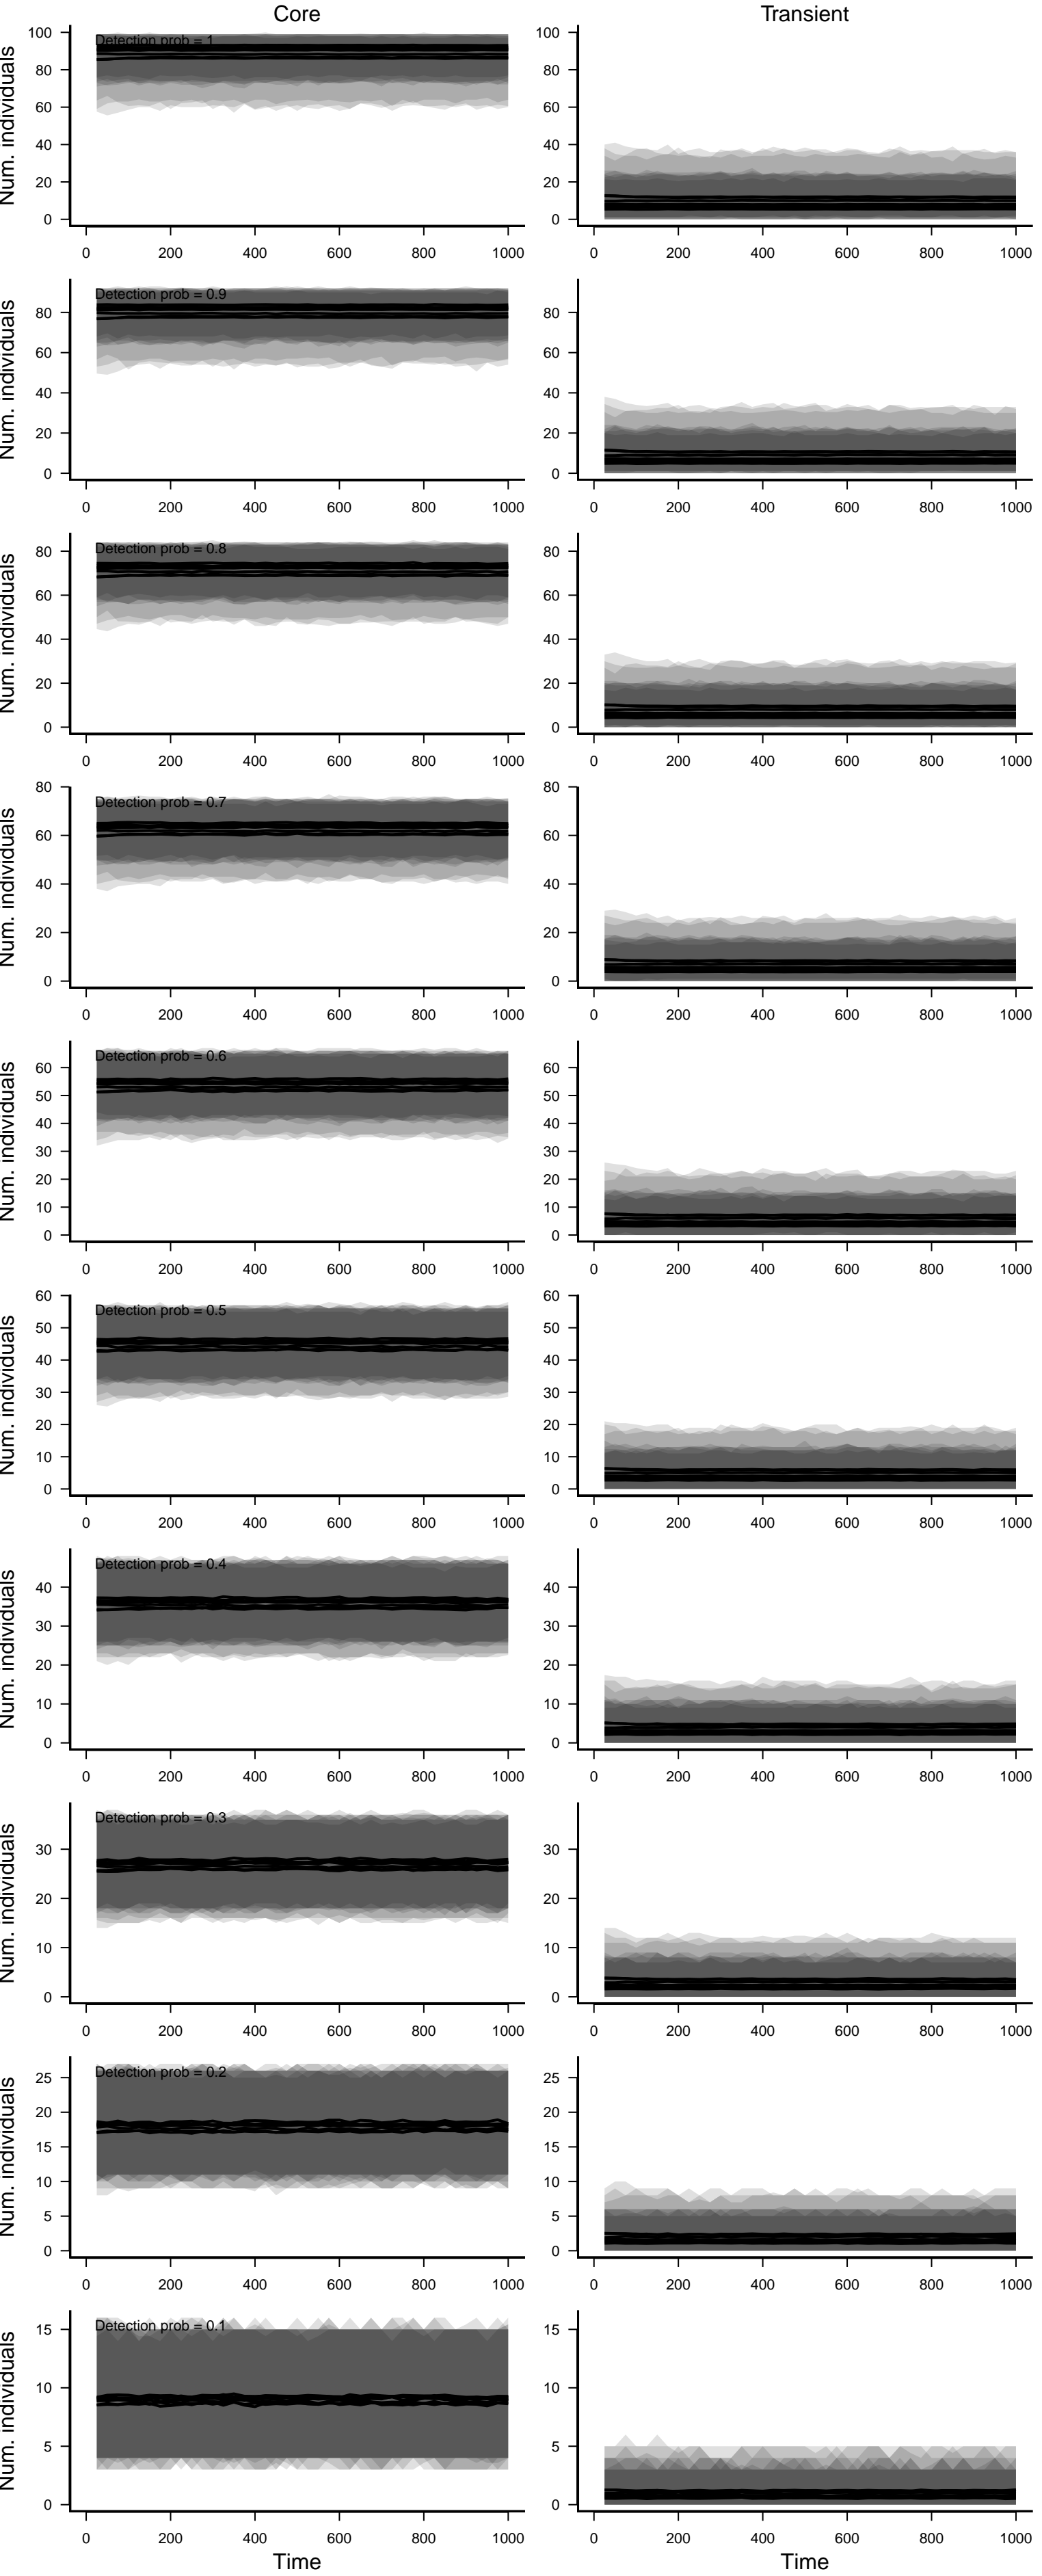 Core Transient
Num. individuals
100 80 60 40 20 0
Detection prob = 1
100 80 60 40 20 0
0 200 400 600 800 1000
0 200 400 600 800 1000
Num. individuals
80 60 40 20 0
Detection prob = 0.9
80 60 40 20 0
0 200 400 600 800 1000
0 200 400 600 800 1000
Num. individuals
80 60 40 20 0
Detection prob = 0.8
80 60 40 20 0
0 200 400 600 800 1000
0 200 400 600 800 1000
Num. individuals
80 60 40 20 0
Detection prob = 0.7
80 60 40 20 0
0 200 400 600 800 1000
0 200 400 600 800 1000
Num. individuals
60 50 40 30 20 10 0
Detection prob = 0.6
60 50 40 30 20 10 0
0 200 400 600 800 1000
0 200 400 600 800 1000
Num. individuals
60 50 40 30 20 10 0
Detection prob = 0.5
60 50 40 30 20 10 0
0 200 400 600 800 1000
0 200 400 600 800 1000
Num. individuals
40 30 20 10 0
Detection prob = 0.4
40 30 20 10 0
0 200 400 600 800 1000
0 200 400 600 800 1000
Num. individuals
30 20 10 0
Detection prob = 0.3
30 20 10 0
0 200 400 600 800 1000
0 200 400 600 800 1000
Num. individuals
25 20 15 10 5 0
Detection prob = 0.2
25 20 15 10 5 0
0 200 400 600 800 1000
0 200 400 600 800 1000
Num. individuals
15 10 5 0
Detection prob = 0.1
15 10 5 0
0 200 400 600 800 1000
0 200 400 600 800 1000
Time Time